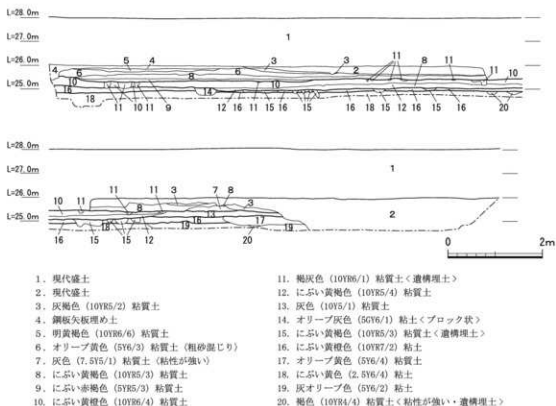 L=28.0m
1
L=27.0m
L=26.0m
5 4 3 3 11 8 11 11
6 6 8 2 10
L=25.0m
10 10
16 18 11 10 11 9 14 12 16 11 15 16 15 16 18 15 12 16 15 16 20
L=28.0m
1
L=27.0m
L=26.0m
11 11 3 7 8
10 11 8 3 2
L=25.0m
13 16 17
16 15 18 15 12 19 20 19
0 2m
1. 現代盛土
2. 現代盛土
3. 灰褐色 (10YR5/2) 粘質土
4. 鋼板矢板埋め土
5. 明黄褐色 (10YR6/6) 粘質土
6. オリーブ黄色 (5Y6/3) 粘質土 (粗砂混じり)
7. 灰色 (7.5Y5/1) 粘質土 (粘性が強い)
8. にぶい黄褐色 (10YR5/3) 粘質土
9. にぶい赤褐色 (5YR5/3) 粘質土
10. にぶい黄橙色 (10YR6/4) 粘質土
11. 褐灰色 (10YR6/1) 粘質土<遺構埋土>
12. にぶい黄褐色 (10YR5/4) 粘質土
13. 灰色 (10Y5/1) 粘質土
14. オリーブ灰色 (5GY6/1) 粘土<ブロック状>
15. にぶい黄褐色 (10YR5/3) 粘質土<遺構埋土>
16. にぶい黄橙色 (10YR7/2) 粘土
17. オリーブ黄色 (5Y6/4) 粘質土
18. にぶい黄色 (2.5Y6/4) 粘土
19. 灰オリーブ色 (5Y6/2) 粘土
20. 褐色 (10YR4/4) 粘質土<粘性が強い・遺構埋土>